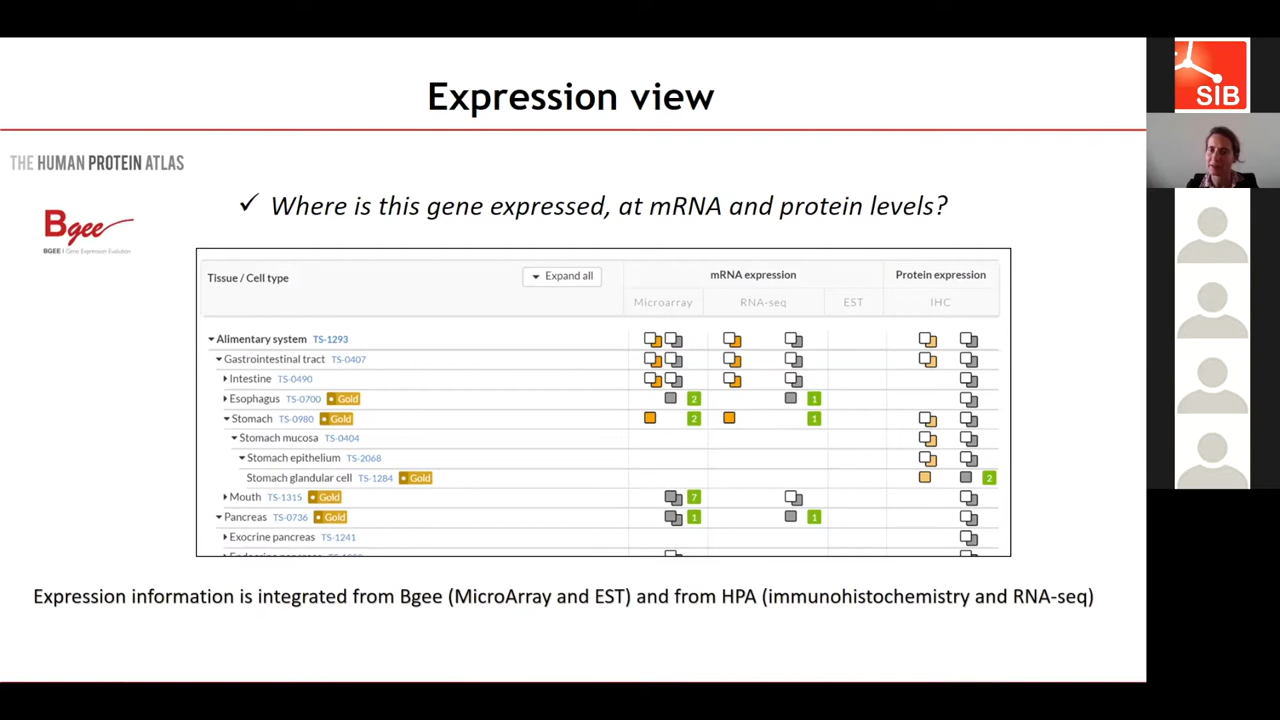 Expression view
SIB
THE HUMAN PROTEIN ATLAS
Where is this gene expressed, at mRNA and protein levels?
Bgee
BGEE | Gene Expression Evolution
Tissue / Cell type Expand all mRNA expression Protein expression
Microarray RNA-seq EST IHC
Alimentary system TS-1293
Gastrointestinal tract TS-0407
Intestine TS-0490
Esophagus TS-0700 Gold 2 1
Stomach TS-0980 Gold 2 1
Stomach mucosa TS-0404
Stomach epithelium TS-2068
Stomach glandular cell TS-1284 Gold 2
Mouth TS-1315 Gold 7
Pancreas TS-0736 Gold 1 1
Exocrine pancreas TS-1241
Expression information is integrated from Bgee (MicroArray and EST) and from HPA (immunohistochemistry and RNA-seq)